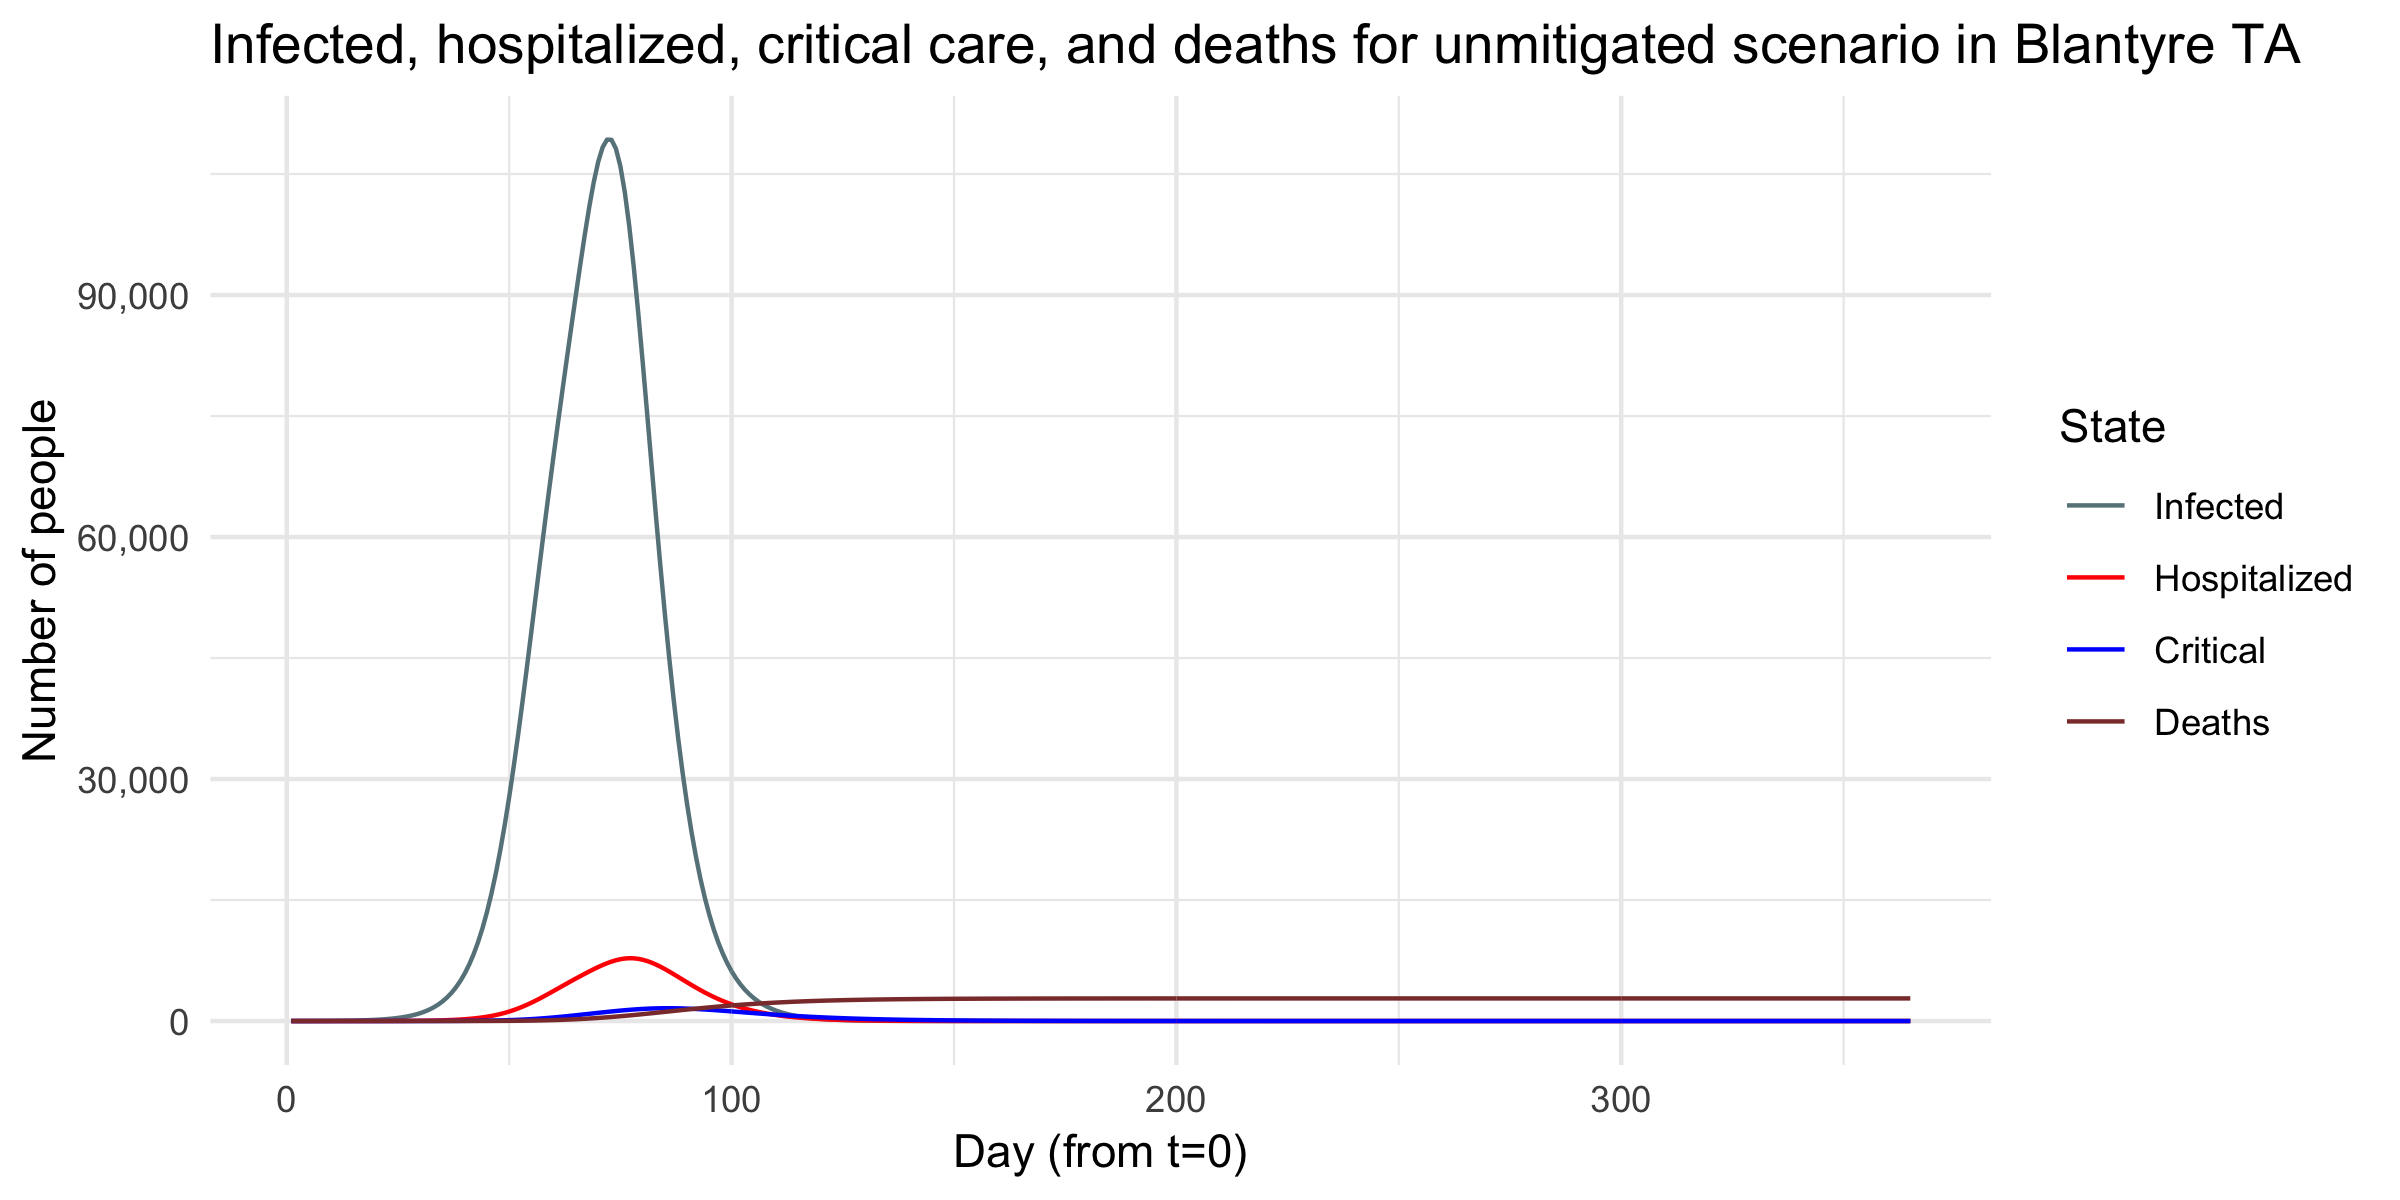 Infected, hospitalized, critical care, and deaths for unmitigated scenario in Blantyre TA
Number of people
90,000
60,000
30,000
0
0
100
200
300
Day (from t=0)
State
Infected
Hospitalized
Critical
Deaths